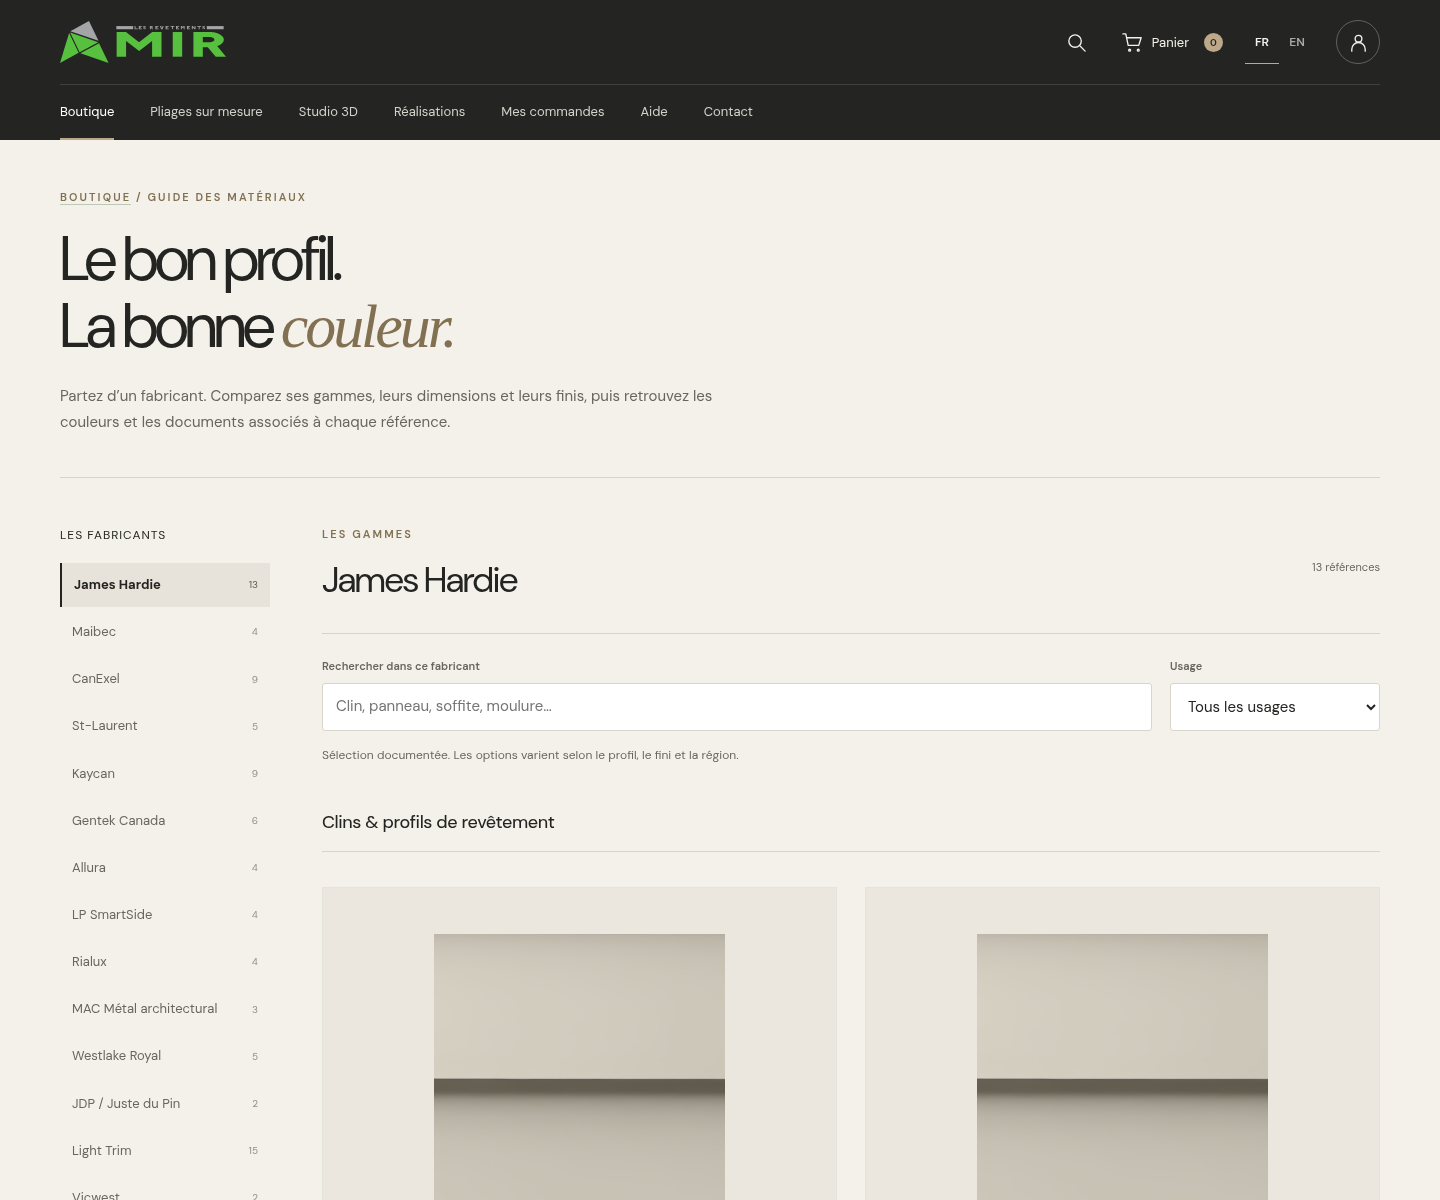 LES REVÊTEMENTS
MIR
Panier 0 FR EN
Boutique Pliages sur mesure Studio 3D Réalisations Mes commandes Aide Contact
BOUTIQUE / GUIDE DES MATÉRIAUX
Le bon profil.
La bonne couleur.
Partez d’un fabricant. Comparez ses gammes, leurs dimensions et leurs finis, puis retrouvez les
couleurs et les documents associés à chaque référence.
LES FABRICANTS
James Hardie 13
Maibec 4
CanExel 9
St-Laurent 5
Kaycan 9
Gentek Canada 6
Allura 4
LP SmartSide 4
Rialux 4
MAC Métal architectural 3
Westlake Royal 5
JDP / Juste du Pin 2
Light Trim 15
Vicwest 2
LES GAMMES
James Hardie
13 références
Rechercher dans ce fabricant
Usage
Clin, panneau, soffite, moulure…
Tous les usages
Sélection documentée. Les options varient selon le profil, le fini et la région.
Clins & profils de revêtement